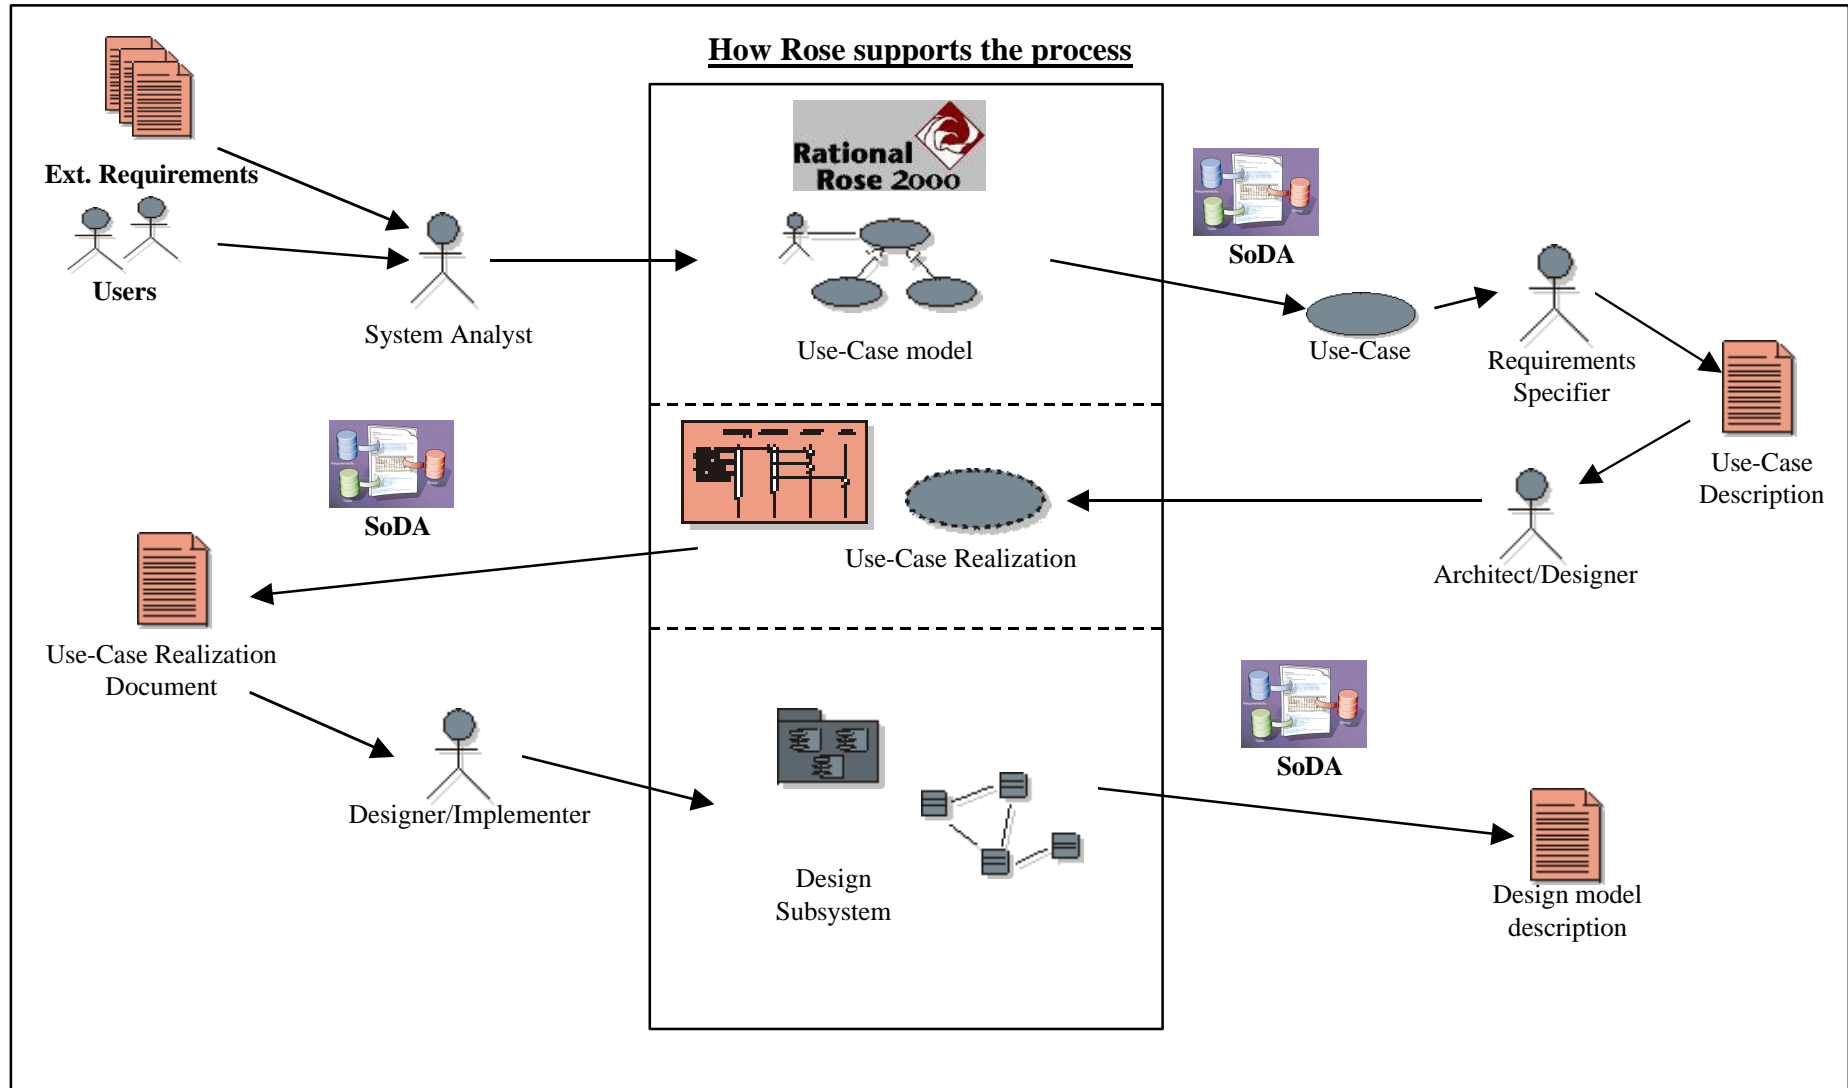 How Rose supports the process
Rational
Rose 2000
Ext. Requirements
Users
System Analyst
Use-Case model
SoDA
Use-Case
Requirements
Specifier
Use-Case
Description
SoDA
Use-Case Realization
Architect/Designer
Use-Case Realization
Document
Designer/Implementer
Design
Subsystem
SoDA
Design model
description